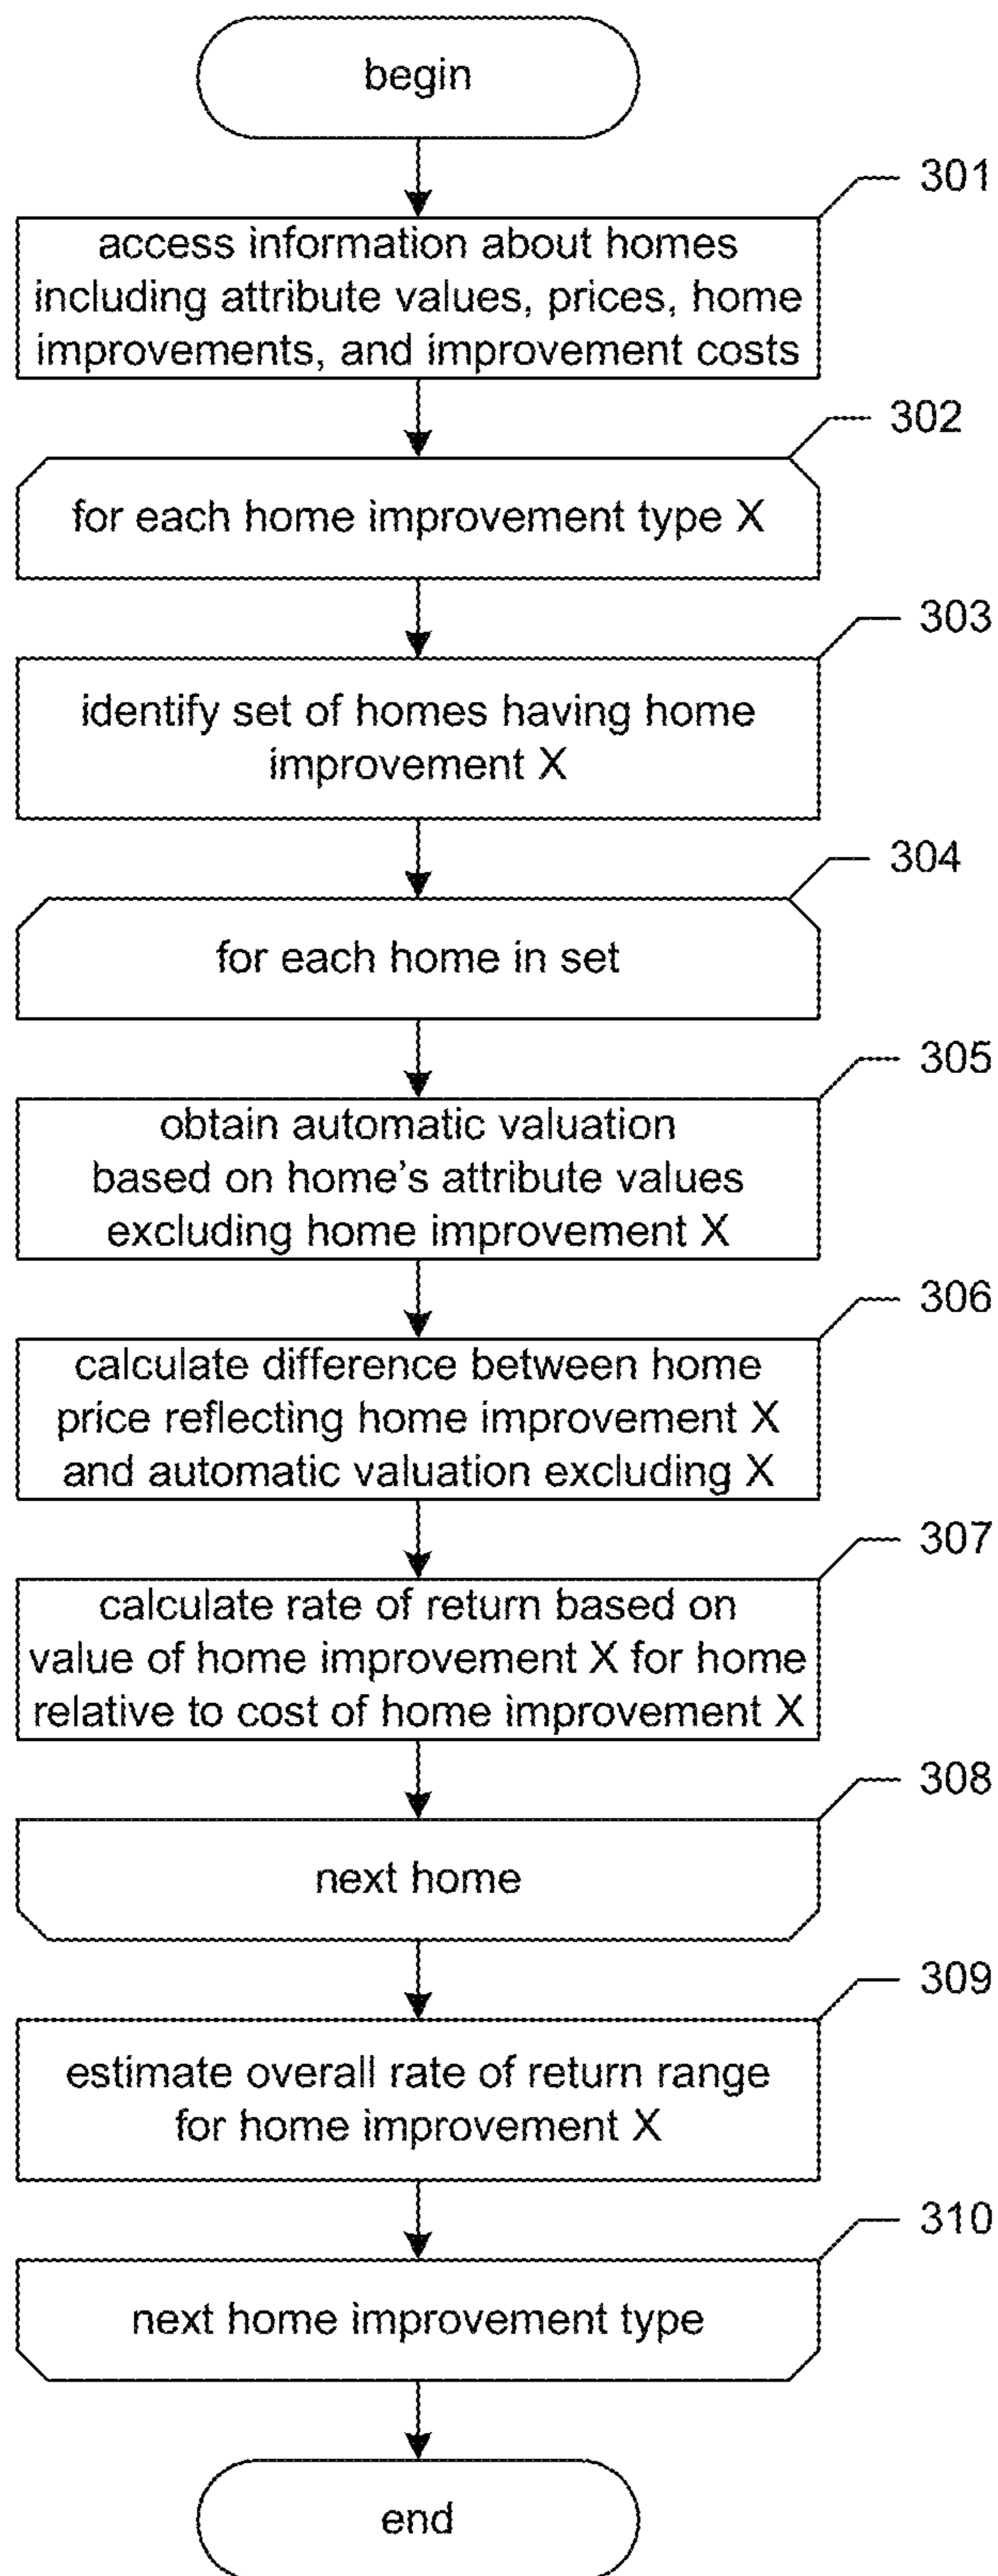 begin
301
access information about homes
including attribute values, prices, home
improvements, and improvement costs
302
for each home improvement type X
303
identify set of homes having home
improvement X
304
for each home in set
305
obtain automatic valuation
based on home's attribute values
excluding home improvement X
306
calculate difference between home
price reflecting home improvement X
and automatic valuation excluding X
307
calculate rate of return based on
value of home improvement X for home
relative to cost of home improvement X
308
next home
309
estimate overall rate of return range
for home improvement X
310
next home improvement type
end